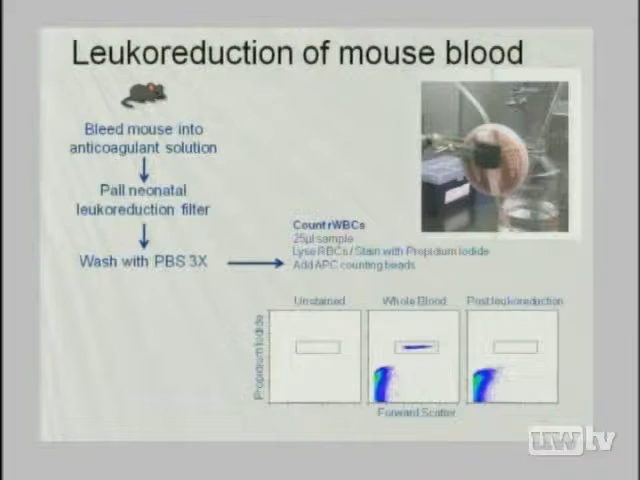 Leukoreduction of mouse blood
Bleed mouse into
anticoagulant solution
Pall neonatal
leukoreduction filter
Wash with PBS 3X
Count rWBCs
25µl sample
Lyse RBCs / Stain with Propidium Iodide
Add APC counting beads
Unstained
Whole Blood
Post leukoreduction
Propidium Iodide
Forward Scatter
uwtv